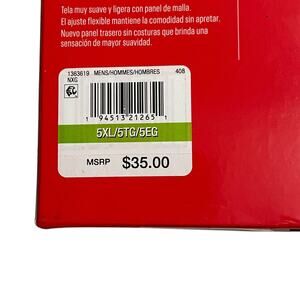 Tela muy suave y ligera con panel de malla.
El ajuste flexible mantiene la comodidad sin apretar.
Nuevo panel trasero sin costuras que brinda una
sensación de mayor suavidad.
1363619 MENS/HOMMES/HOMBRES 408
NXG
1 94513 21265 1
5XL/5TG/5EG
MSRP $35.00